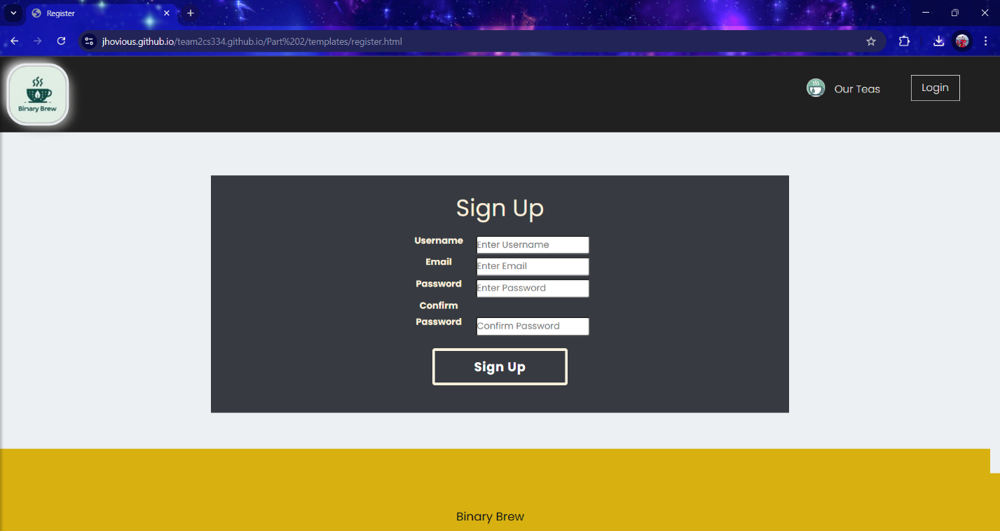 Register
jhovious.github.io/team2cs334.github.io/Part%202/templates/register.html
Binary Brew
Our Teas
Login
Sign Up
Username
Enter Username
Email
Enter Email
Password
Enter Password
Confirm
Password
Confirm Password
Sign Up
Binary Brew